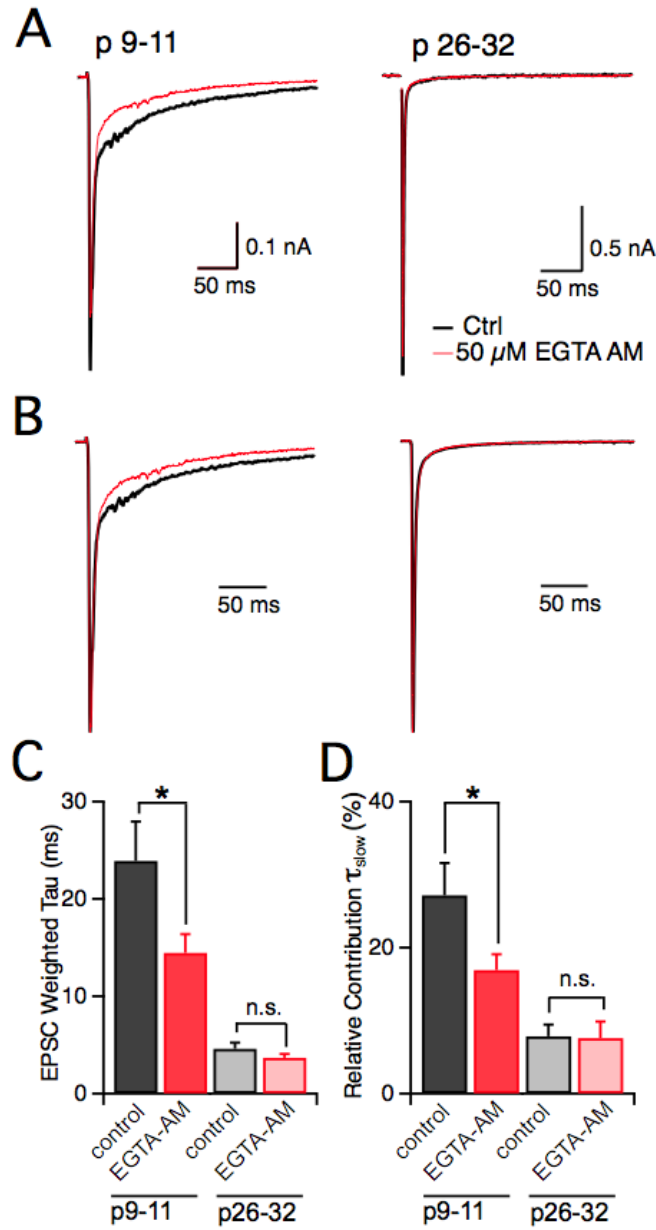 A
p 9-11
p 26-32
0.1 nA
50 ms
0.5 nA
50 ms
Ctrl
50 µM EGTA AM
B
50 ms
50 ms
C
D
30
20
10
0
EPSC Weighted Tau (ms)
*
n.s.
control
EGTA-AM
control
EGTA-AM
p9-11
p26-32
40
20
0
Relative Contribution τslow (%)
*
n.s.
control
EGTA-AM
control
EGTA-AM
p9-11
p26-32